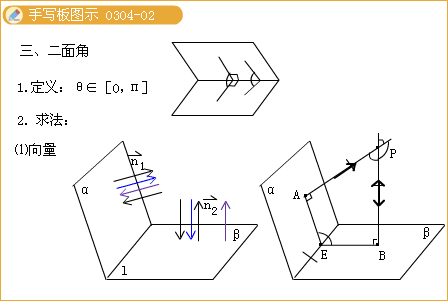 手写板图示 0304-02
三、二面角
1.定义: θ∈[0,π]
2. 求法:
(1)向量
n₁
α
n₂
β
l
α
A
P
β
E
B